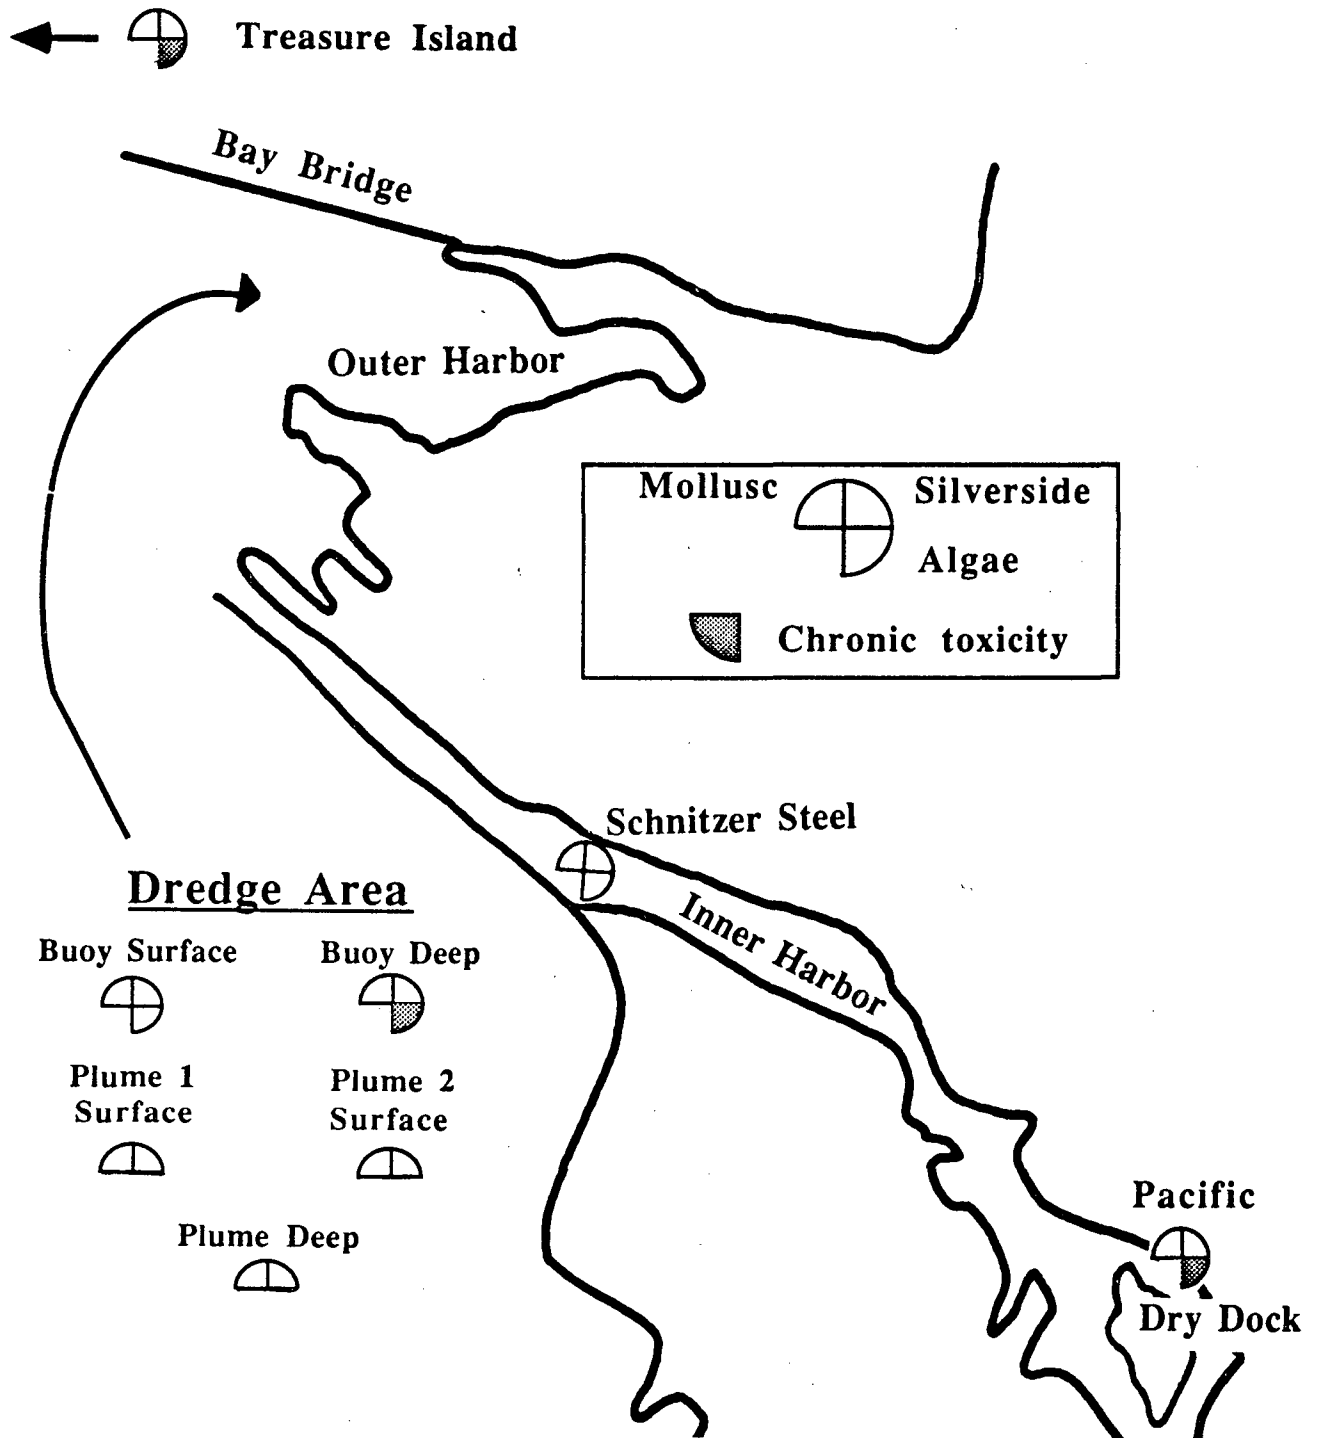 Treasure Island
Bay Bridge
Outer Harbor
Mollusc
Silverside
Algae
Chronic toxicity
Schnitzer Steel
Inner Harbor
Dredge Area
Buoy Surface
Buoy Deep
Plume 1
Surface
Plume 2
Surface
Plume Deep
Pacific
Dry Dock